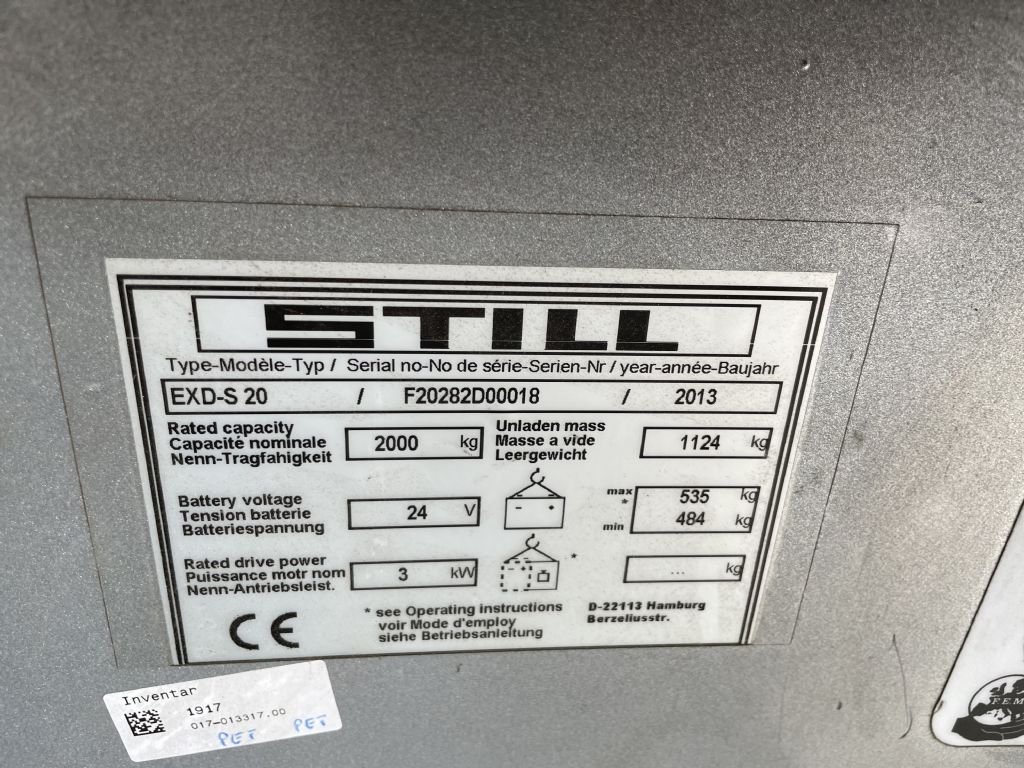 STILL
Type-Modèle-Typ / Serial no-No de série-Serien-Nr / year-année-Baujahr
EXD-S 20 / F20282D00018 / 2013
Rated capacity
Capacité nominale
Nenn-Tragfahigkeit
2000 kg
Unladen mass
Masse a vide
Leergewicht
1124 kg
Battery voltage
Tension batterie
Batteriespannung
24 V
- +
max 535 kg
*
min 484 kg
Rated drive power
Puissance motr nom
Nenn-Antriebsleist.
3 kW
*
... kg
CE
* see Operating instructions
voir Mode d'employ
siehe Betriebsanleitung
D-22113 Hamburg
Berzeliusstr.
Inventar
1917
017-013317.00
PET PET
FEM